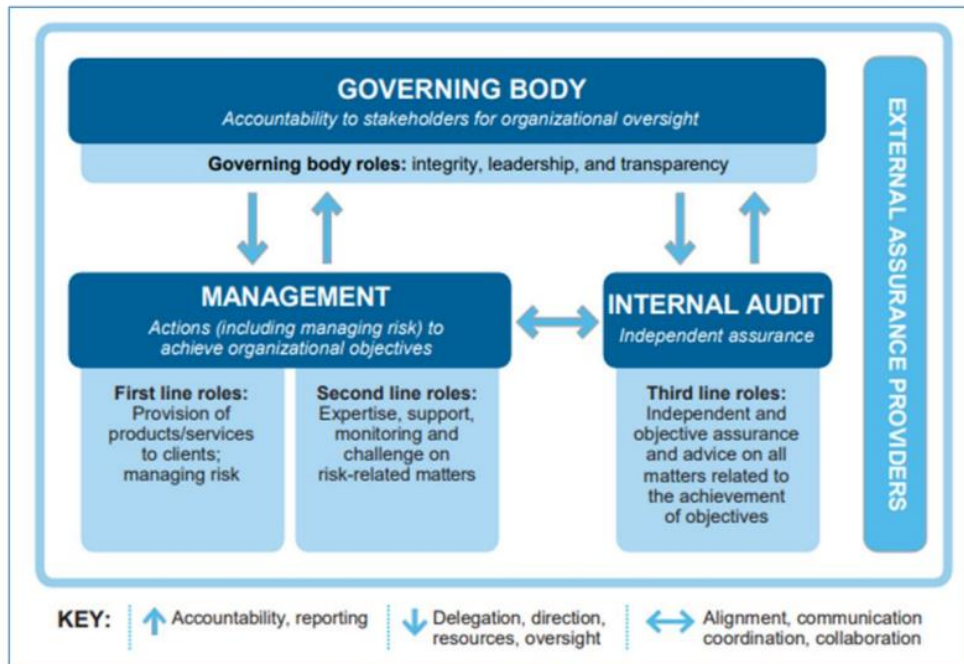 GOVERNING BODY
Accountability to stakeholders for organizational oversight
Governing body roles: integrity, leadership, and transparency
MANAGEMENT
Actions (including managing risk) to
achieve organizational objectives
First line roles:
Provision of
products/services
to clients;
managing risk
Second line roles:
Expertise, support,
monitoring and
challenge on
risk-related matters
INTERNAL AUDIT
Independent assurance
Third line roles:
Independent and
objective assurance
and advice on all
matters related to
the achievement
of objectives
EXTERNAL ASSURANCE PROVIDERS
KEY:
Accountability, reporting
Delegation, direction,
resources, oversight
Alignment, communication
coordination, collaboration